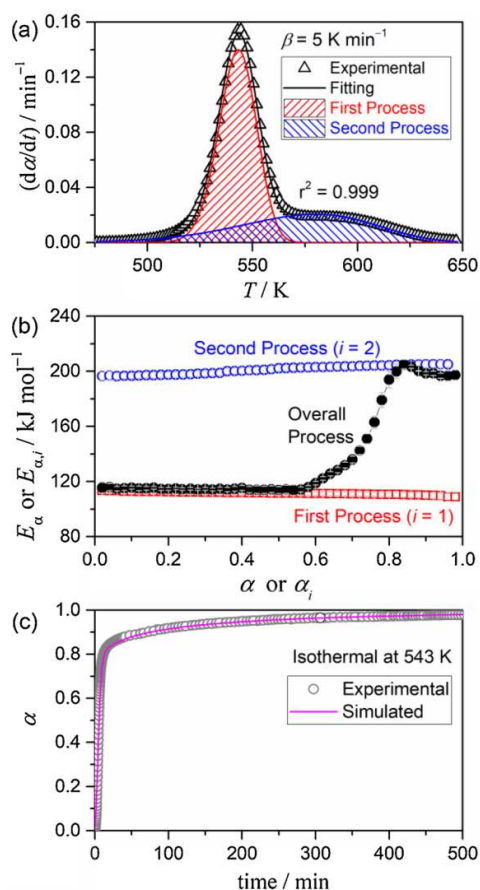 (a)
β = 5 K min⁻¹
Experimental
Fitting
First Process
Second Process
r² = 0.999
(dα/dt) / min⁻¹
0.16
0.12
0.08
0.04
0.00
500 550 600 650
T / K
(b)
Second Process (i = 2)
Overall
Process
First Process (i = 1)
Eα or Eα,i / kJ mol⁻¹
240
200
160
120
80
0.0 0.2 0.4 0.6 0.8 1.0
α or αi
(c)
Isothermal at 543 K
Experimental
Simulated
α
1.0
0.8
0.6
0.4
0.2
0.0
0 100 200 300 400 500
time / min